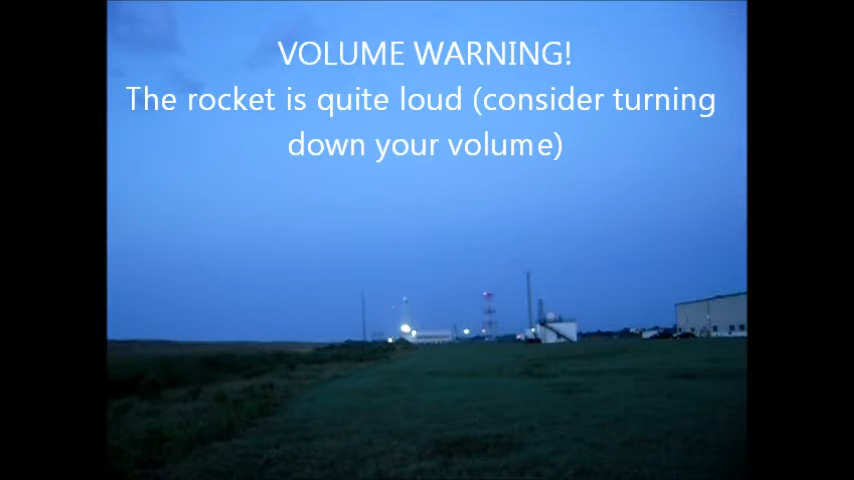 VOLUME WARNING!
The rocket is quite loud (consider turning
down your volume)